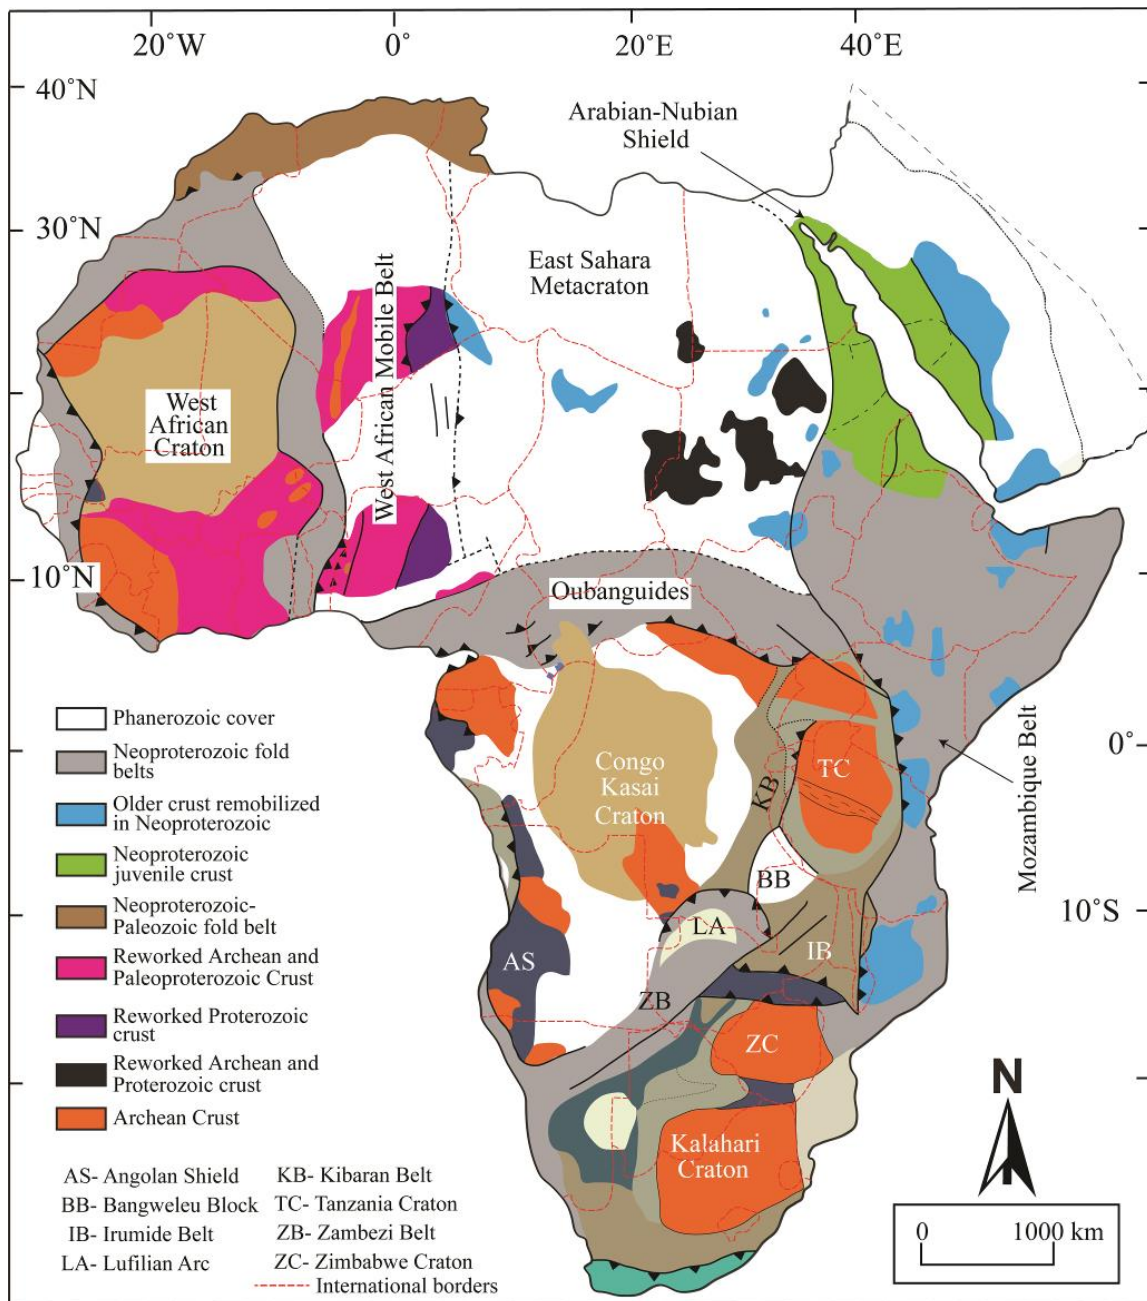 20°W
0°
20°E
40°E
40°N
30°N
10°N
0°
10°S
Arabian-Nubian
Shield
East Sahara
Metacraton
West African Mobile Belt
West
African
Craton
Oubanguides
Congo
Kasai
Craton
TC
KB
BB
LA
IB
AS
ZB
ZC
Kalahari
Craton
Mozambique Belt
Phanerozoic cover
Neoproterozoic fold
belts
Older crust remobilized
in Neoproterozoic
Neoproterozoic
juvenile crust
Neoproterozoic-
Paleozoic fold belt
Reworked Archean and
Paleoproterozoic Crust
Reworked Proterozoic
crust
Reworked Archean and
Proterozoic crust
Archean Crust
AS- Angolan Shield
BB- Bangweleu Block
IB- Irumide Belt
LA- Lufilian Arc
KB- Kibaran Belt
TC- Tanzania Craton
ZB- Zambezi Belt
ZC- Zimbabwe Craton
International borders
N
0 1000 km